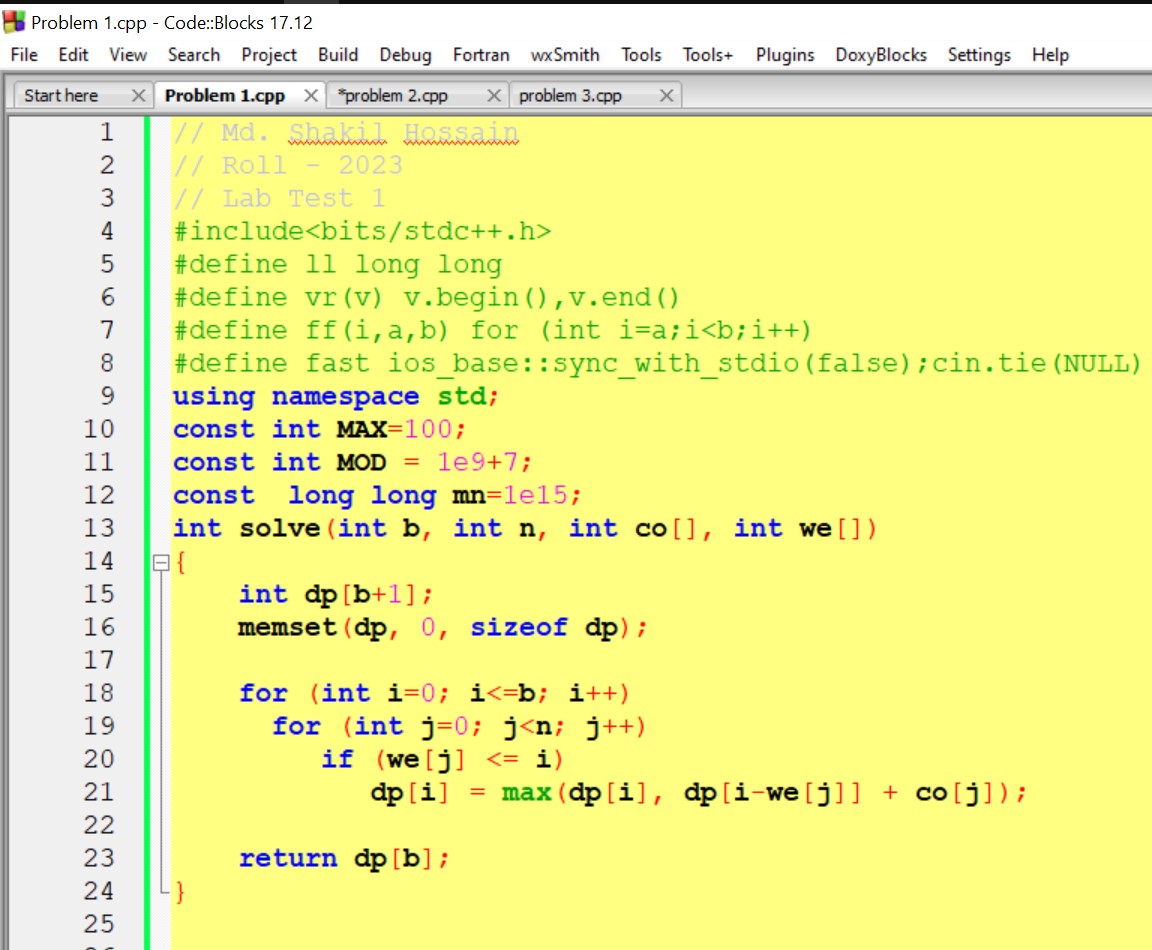 Problem 1.cpp - Code::Blocks 17.12
File Edit View Search Project Build Debug Fortran wxSmith Tools Tools+ Plugins DoxyBlocks Settings Help
Start here Problem 1.cpp *problem 2.cpp problem 3.cpp
1 // Md. Shakil Hossain
2 // Roll - 2023
3 // Lab Test 1
4 #include<bits/stdc++.h>
5 #define ll long long
6 #define vr(v) v.begin(),v.end()
7 #define ff(i,a,b) for (int i=a;i<b;i++)
8 #define fast ios_base::sync_with_stdio(false);cin.tie(NULL)
9 using namespace std;
10 const int MAX=100;
11 const int MOD = 1e9+7;
12 const  long long mn=1e15;
13 int solve(int b, int n, int co[], int we[])
14 {
15     int dp[b+1];
16     memset(dp, 0, sizeof dp);
17
18     for (int i=0; i<=b; i++)
19       for (int j=0; j<n; j++)
20          if (we[j] <= i)
21             dp[i] = max(dp[i], dp[i-we[j]] + co[j]);
22
23     return dp[b];
24 }
25